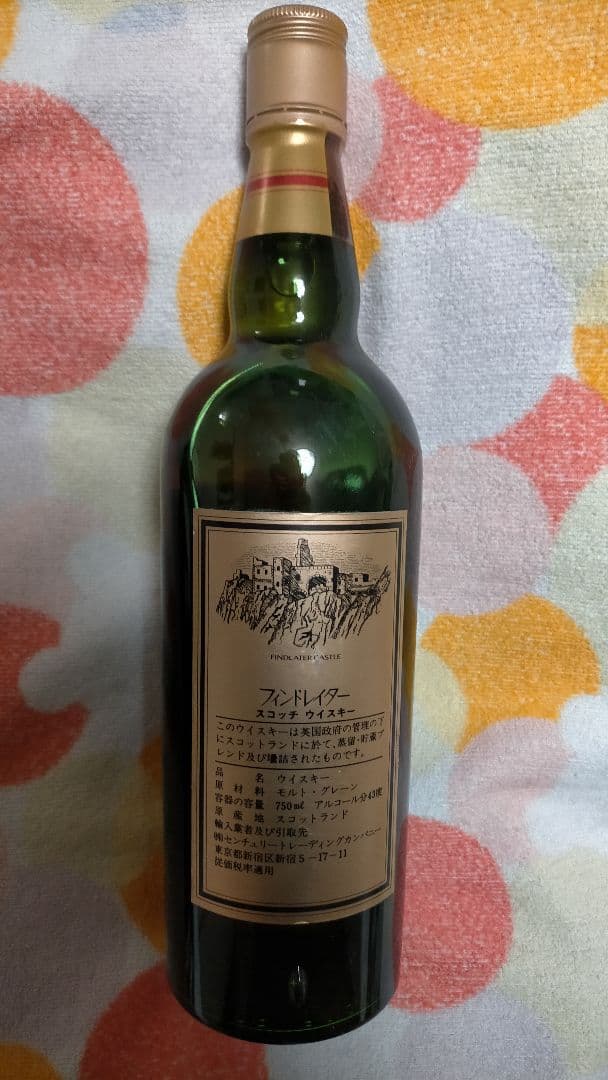 FINDLATER CASTLE
フィンドレイター
スコッチ ウイスキー
このウイスキーは英国政府の管理の下
にスコットランドに於て、蒸留・貯蔵ブ
レンド及び壜詰されたものです。
品 名 ウイスキー
原 材 料 モルト・グレーン
容器の容量 750ml アルコール分43度
原 産 地 スコットランド
輸入業者及び引取先
㈱センチュリートレーディングカンパニー
東京都新宿区新宿5-17-11
従価税率適用